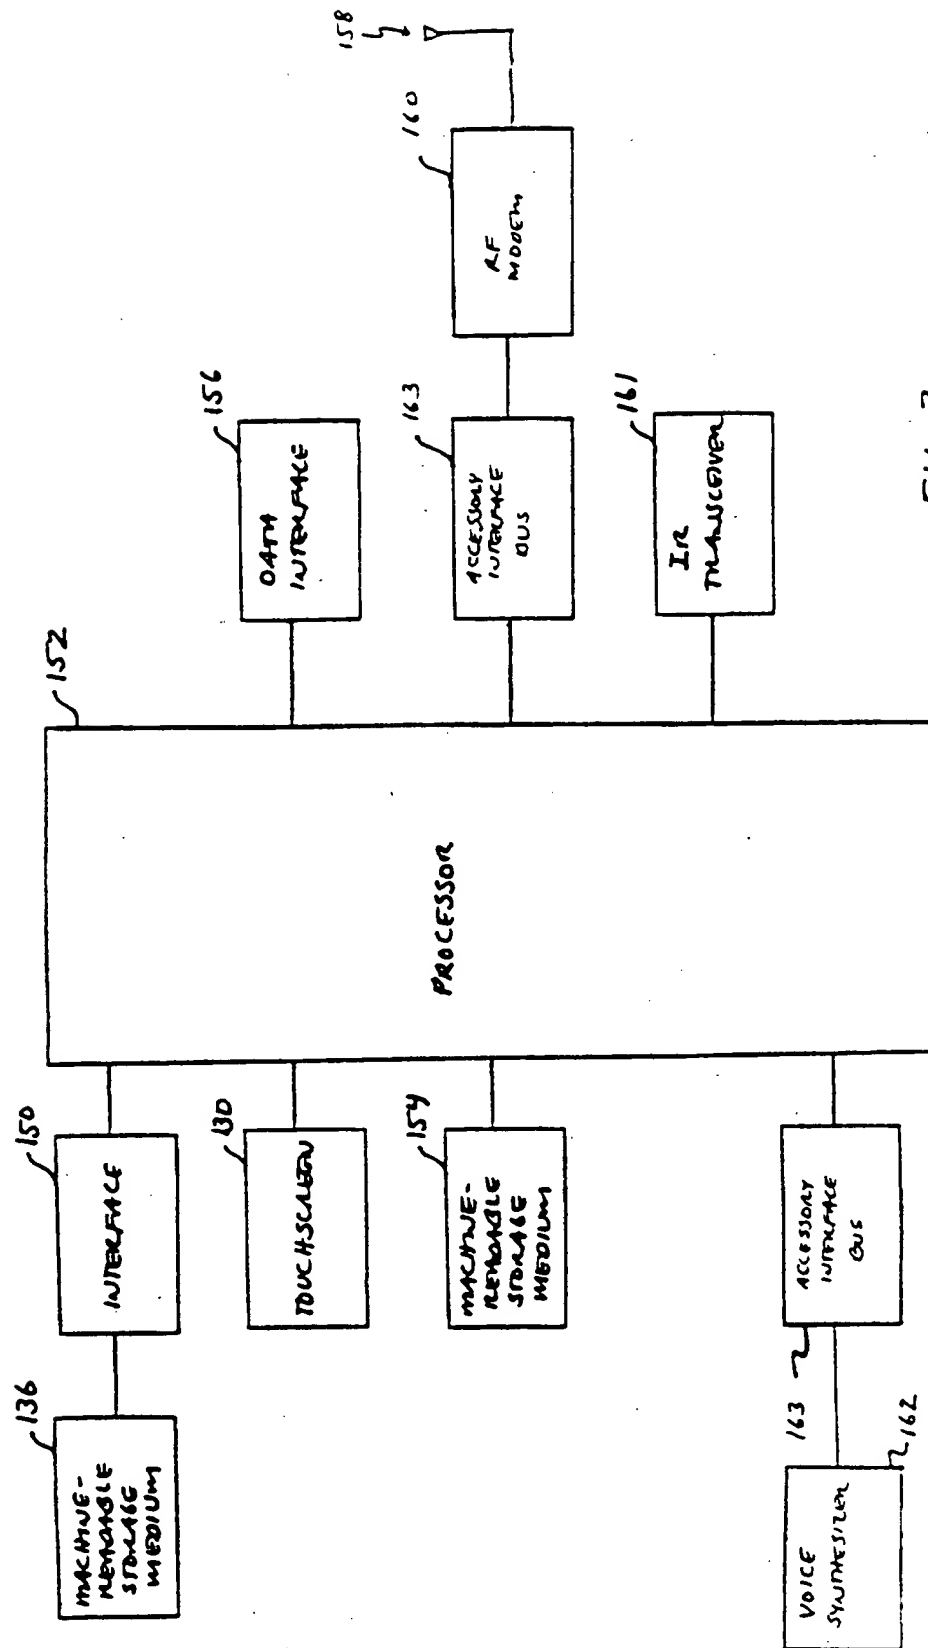 136
MACHINE-
READABLE
STORAGE
MEDIUM
150
INTERFACE
130
TOUCHSCREEN
154
MACHINE-
READABLE
STORAGE
MEDIUM
163
ACCESSORY
INTERFACE
BUS
162
VOICE
SYNTHESIZER
152
PROCESSOR
156
DATA
INTERFACE
163
ACCESSORY
INTERFACE
BUS
160
RF
MODEM
158
161
IR
TRANSCEIVER